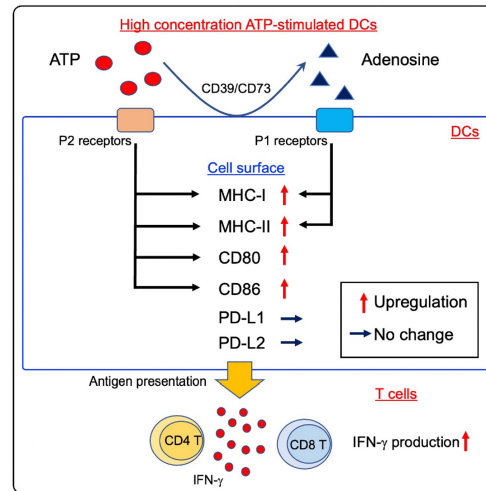 High concentration ATP-stimulated DCs
ATP
Adenosine
CD39/CD73
P2 receptors
P1 receptors
DCs
Cell surface
MHC-I
MHC-II
CD80
CD86
PD-L1
PD-L2
Upregulation
No change
Antigen presentation
T cells
CD4 T
CD8 T
IFN-γ production
IFN-γ